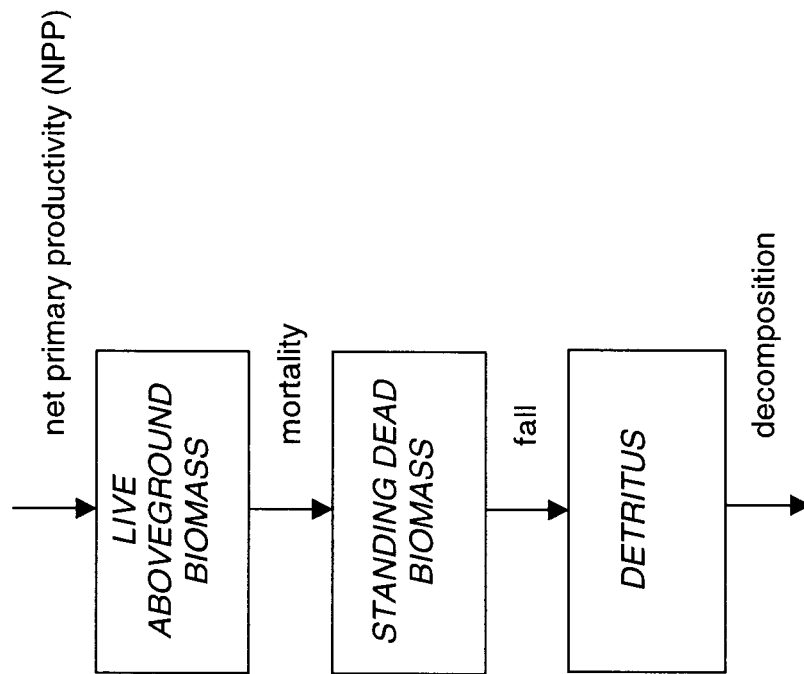 net primary productivity (NPP)
LIVE
ABOVEGROUND
BIOMASS
mortality
STANDING DEAD
BIOMASS
fall
DETRITUS
decomposition